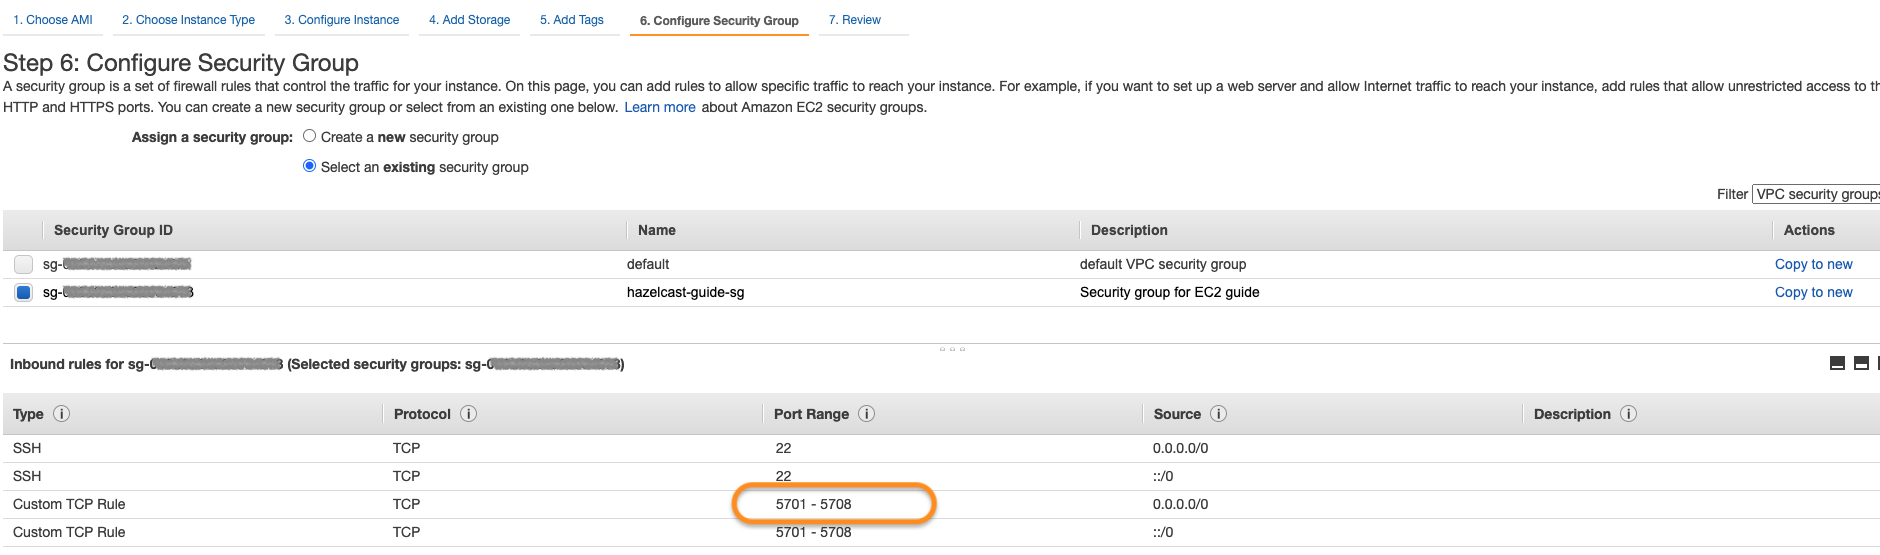 1. Choose AMI 2. Choose Instance Type 3. Configure Instance 4. Add Storage 5. Add Tags 6. Configure Security Group 7. Review
Step 6: Configure Security Group
A security group is a set of firewall rules that control the traffic for your instance. On this page, you can add rules to allow specific traffic to reach your instance. For example, if you want to set up a web server and allow Internet traffic to reach your instance, add rules that allow unrestricted access to
HTTP and HTTPS ports. You can create a new security group or select from an existing one below. Learn more about Amazon EC2 security groups.
Assign a security group: Create a new security group
Select an existing security group
Filter VPC security groups
Security Group ID Name Description Actions
sg- default default VPC security group Copy to new
sg- hazelcast-guide-sg Security group for EC2 guide Copy to new
Inbound rules for sg- (Selected security groups: sg- )
Type Protocol Port Range Source Description
SSH TCP 22 0.0.0.0/0
SSH TCP 22 ::/0
Custom TCP Rule TCP 5701 - 5708 0.0.0.0/0
Custom TCP Rule TCP 5701 - 5708 ::/0